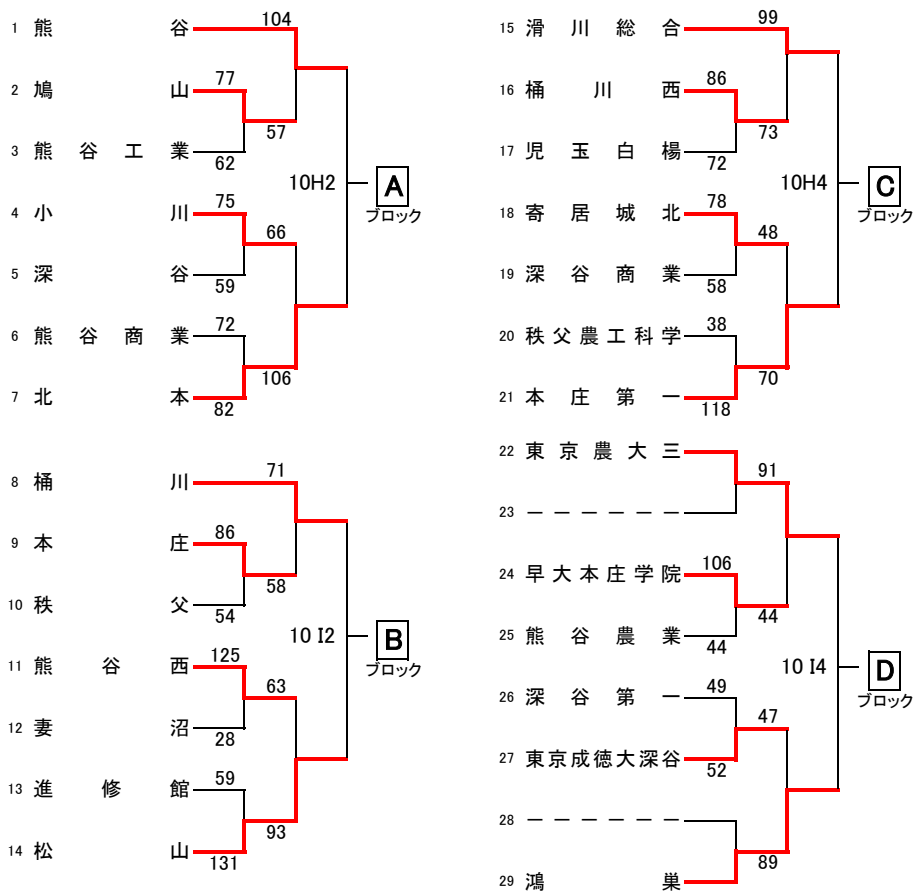 104
1 熊谷
77
2 鳩山
57
3 熊谷工業
62
10H2
A
ブロック
75
4 小川
66
5 深谷
59
72
6 熊谷商業
106
7 北本
82
71
8 桶川
86
9 本庄
58
10 秩父
54
10 I2
B
ブロック
125
11 熊谷西
63
12 妻沼
28
59
13 進修館
93
14 松山
131
99
15 滑川総合
86
16 桶川西
73
17 児玉白楊
72
10H4
C
ブロック
78
18 寄居城北
48
19 深谷商業
58
38
20 秩父農工科学
70
21 本庄第一
118
22 東京農大三
91
23 ーーーーーー
106
24 早大本庄学院
44
25 熊谷農業
44
10 I4
D
ブロック
49
26 深谷第一
47
27 東京成徳大深谷
52
28 ーーーーーー
89
29 鴻巣